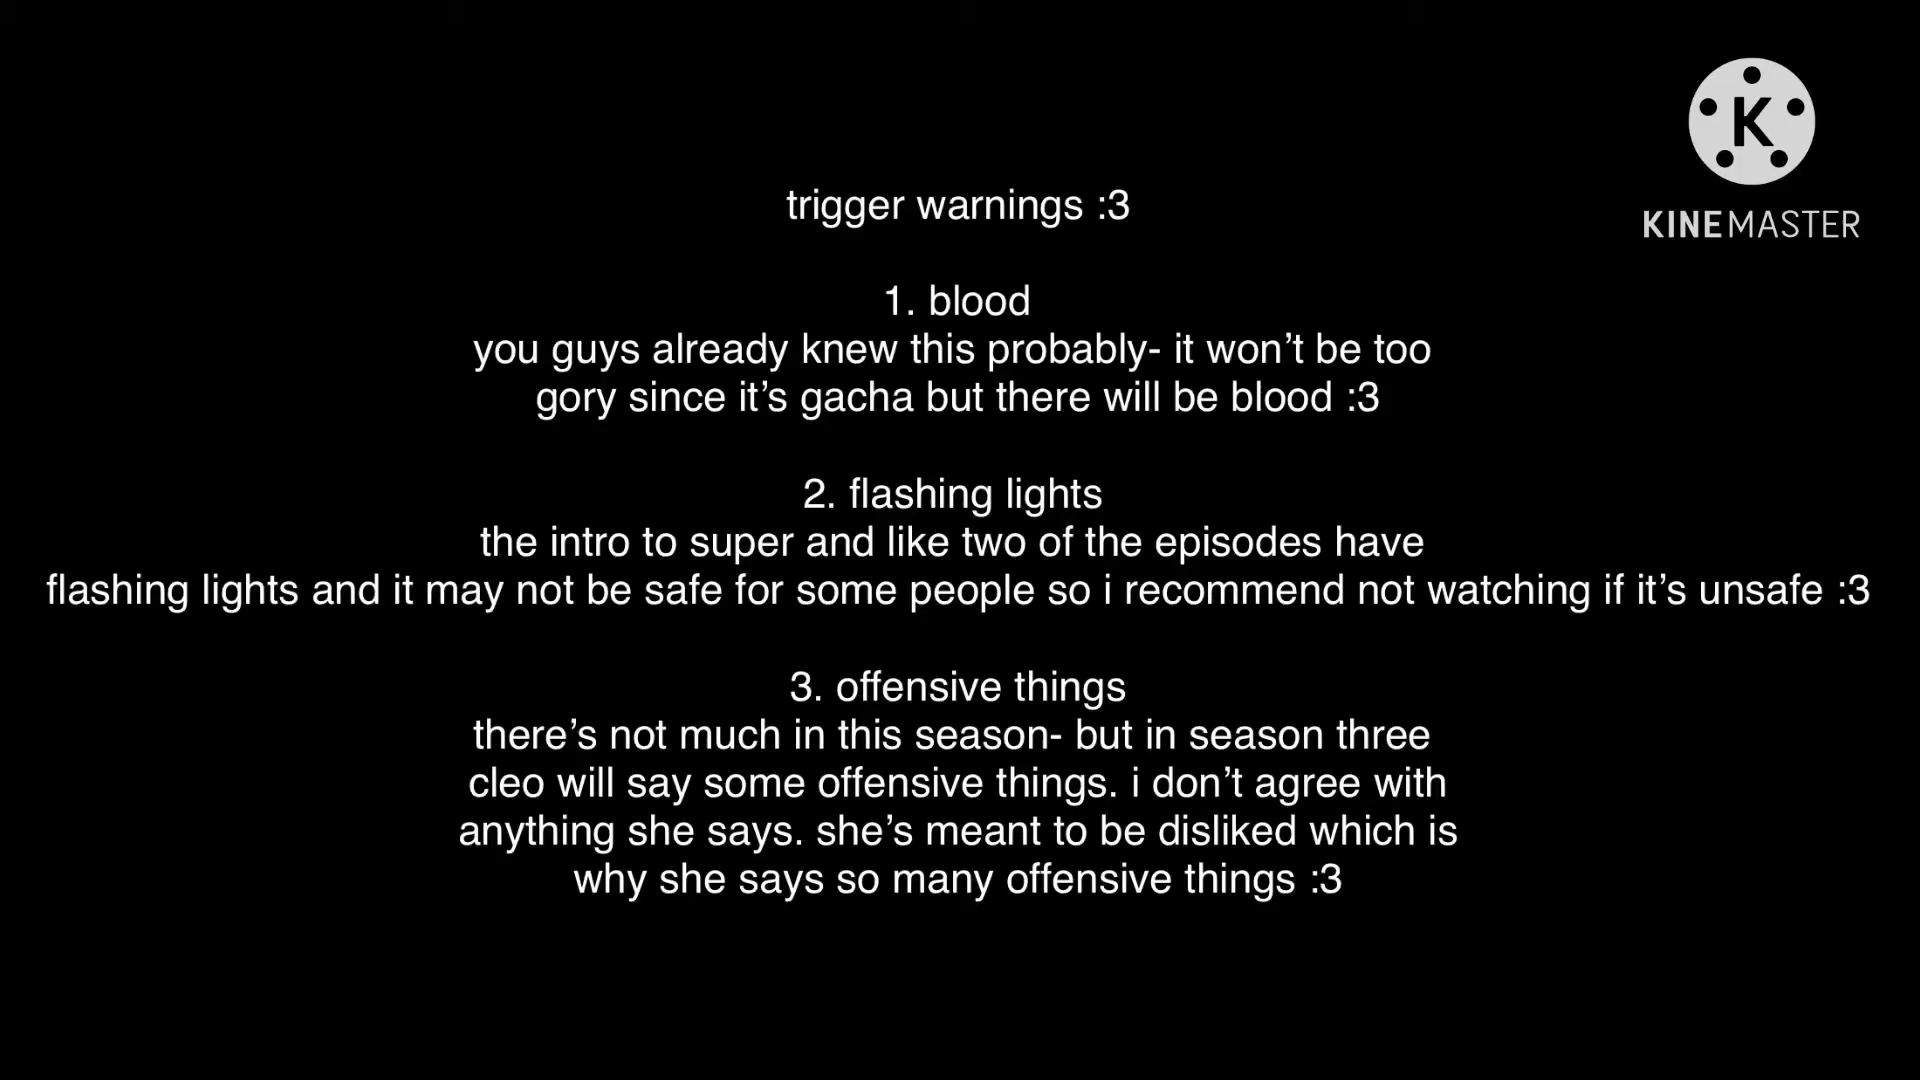 K
KINEMASTER
trigger warnings :3
1. blood
you guys already knew this probably- it won’t be too
gory since it’s gacha but there will be blood :3
2. flashing lights
the intro to super and like two of the episodes have
flashing lights and it may not be safe for some people so i recommend not watching if it’s unsafe :3
3. offensive things
there’s not much in this season- but in season three
cleo will say some offensive things. i don’t agree with
anything she says. she’s meant to be disliked which is
why she says so many offensive things :3